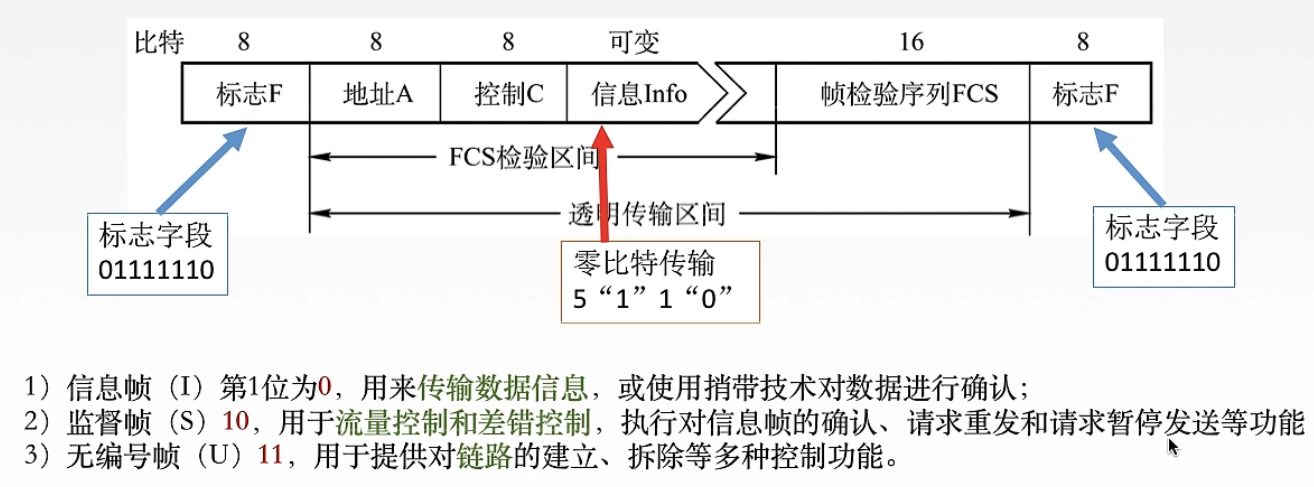 比特 8 8 8 可变 16 8
标志F 地址A 控制C 信息Info 帧检验序列FCS 标志F
FCS检验区间
透明传输区间
标志字段
01111110
零比特传输
5“1”1“0”
标志字段
01111110
1）信息帧（I）第1位为0，用来传输数据信息，或使用捎带技术对数据进行确认；
2）监督帧（S）10，用于流量控制和差错控制，执行对信息帧的确认、请求重发和请求暂停发送等功能
3）无编号帧（U）11，用于提供对链路的建立、拆除等多种控制功能。